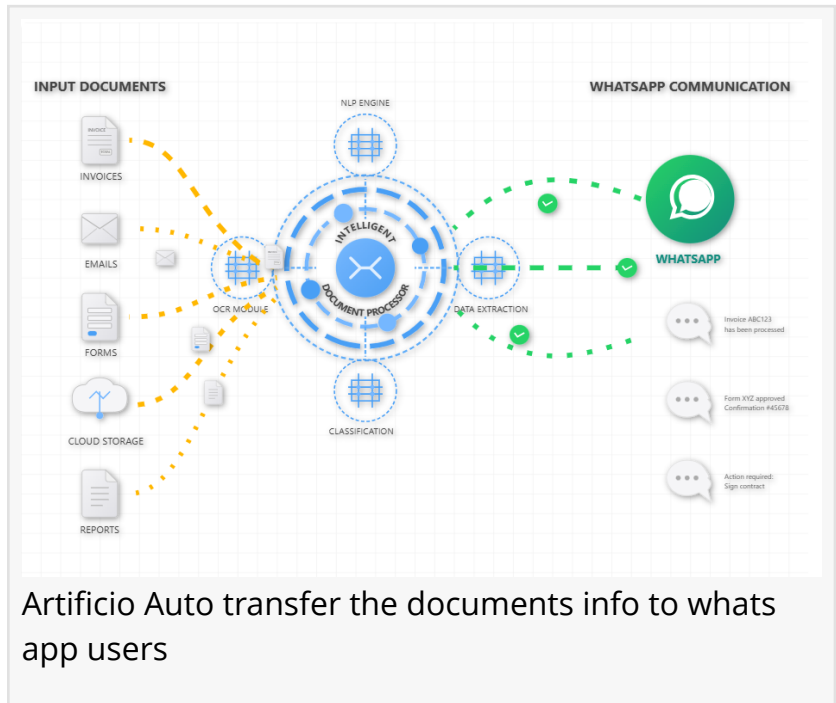 INPUT DOCUMENTS
WHATSAPP COMMUNICATION
NLP ENGINE
INVOICE
INVOICES
EMAILS
FORMS
CLOUD STORAGE
REPORTS
OCR MODULE
INTELLIGENT
DOCUMENT PROCESSOR
DATA EXTRACTION
CLASSIFICATION
WHATSAPP
Invoice ABC123
has been processed
Form XYZ approved
Confirmation #45678
Action required:
Sign contract
Artificio Auto transfer the documents info to whats
app users